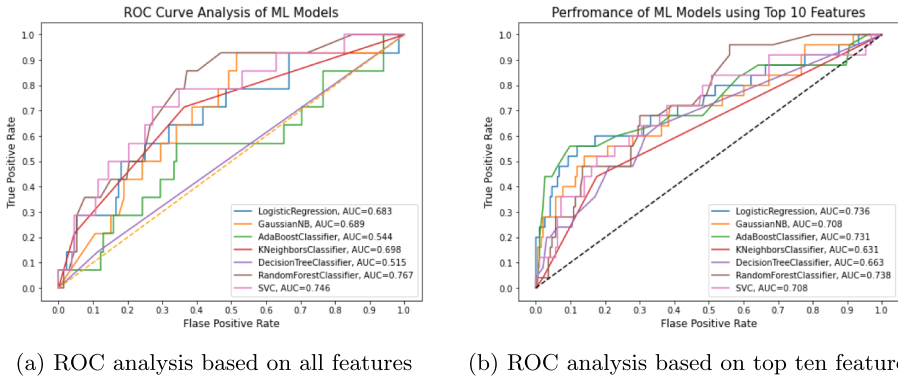 ROC Curve Analysis of ML Models
1.0
0.9
0.8
0.7
0.6
0.5
0.4
0.3
0.2
0.1
0.0
True Positive Rate
LogisticRegression, AUC=0.683
GaussianNB, AUC=0.689
AdaBoostClassifier, AUC=0.544
KNeighborsClassifier, AUC=0.698
DecisionTreeClassifier, AUC=0.515
RandomForestClassifier, AUC=0.767
SVC, AUC=0.746
0.0 0.1 0.2 0.3 0.4 0.5 0.6 0.7 0.8 0.9 1.0
Flase Positive Rate
(a) ROC analysis based on all features
Perfromance of ML Models using Top 10 Features
1.0
0.9
0.8
0.7
0.6
0.5
0.4
0.3
0.2
0.1
0.0
True Positive Rate
LogisticRegression, AUC=0.736
GaussianNB, AUC=0.708
AdaBoostClassifier, AUC=0.731
KNeighborsClassifier, AUC=0.631
DecisionTreeClassifier, AUC=0.663
RandomForestClassifier, AUC=0.738
SVC, AUC=0.708
0.0 0.1 0.2 0.3 0.4 0.5 0.6 0.7 0.8 0.9 1.0
Flase Positive Rate
(b) ROC analysis based on top ten feature